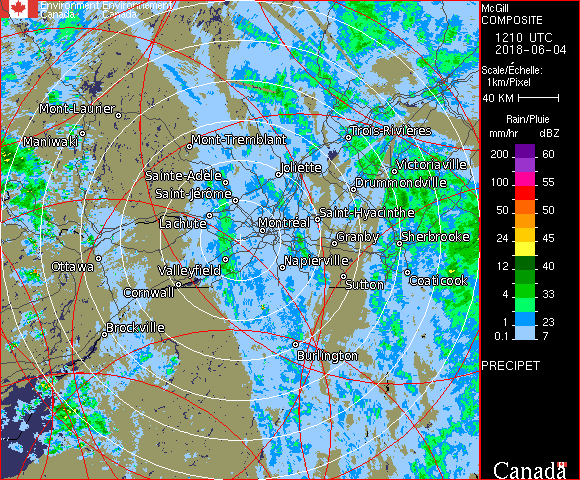 Environment Environnement
Canada Canada
McGill
COMPOSITE
1210 UTC
2018-06-04
Scale/Échelle:
1km/Pixel
40 KM
Rain/Pluie
mm/hr dBZ
200 60
100 55
50 50
24 45
12 40
4 33
1 23
0.1 7
PRECIPET
Canada
Mont-Laurier
Maniwaki
Mont-Tremblant
Trois-Rivières
Joliette
Victoriaville
Sainte-Adèle
Drummondville
Saint-Jérôme
Saint-Hyacinthe
Lachute
Montréal
Granby
Sherbrooke
Ottawa
Valleyfield
Napierville
Coaticook
Sutton
Cornwall
Brockville
Burlington